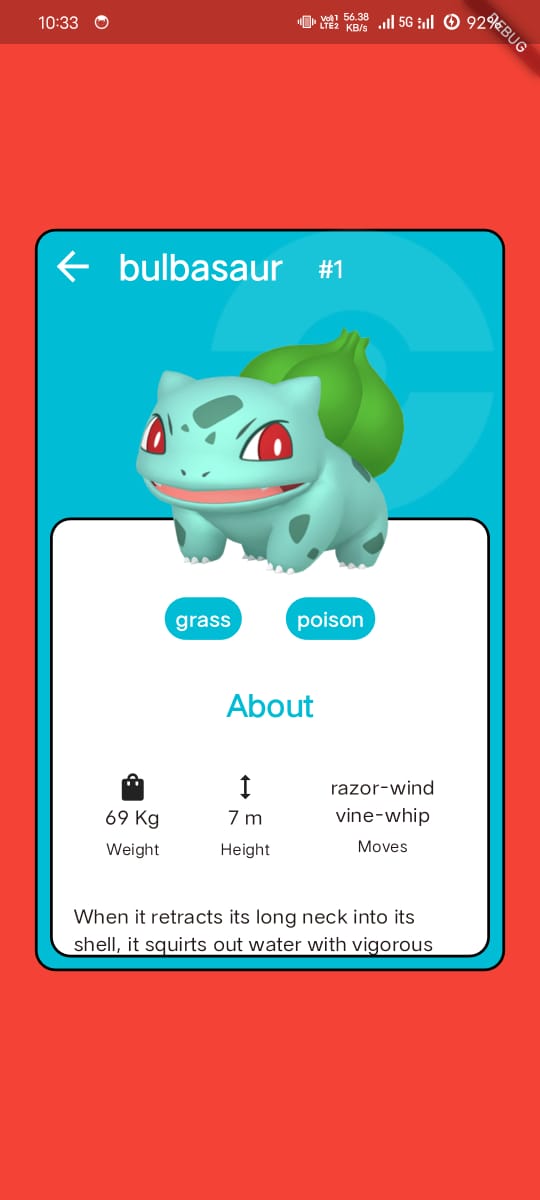 10:33
Voll1 LTE2
56.38 KB/s
5G
92%
DEBUG
bulbasaur #1
grass poison
About
69 Kg
Weight
7 m
Height
razor-wind
vine-whip
Moves
When it retracts its long neck into its
shell, it squirts out water with vigorous